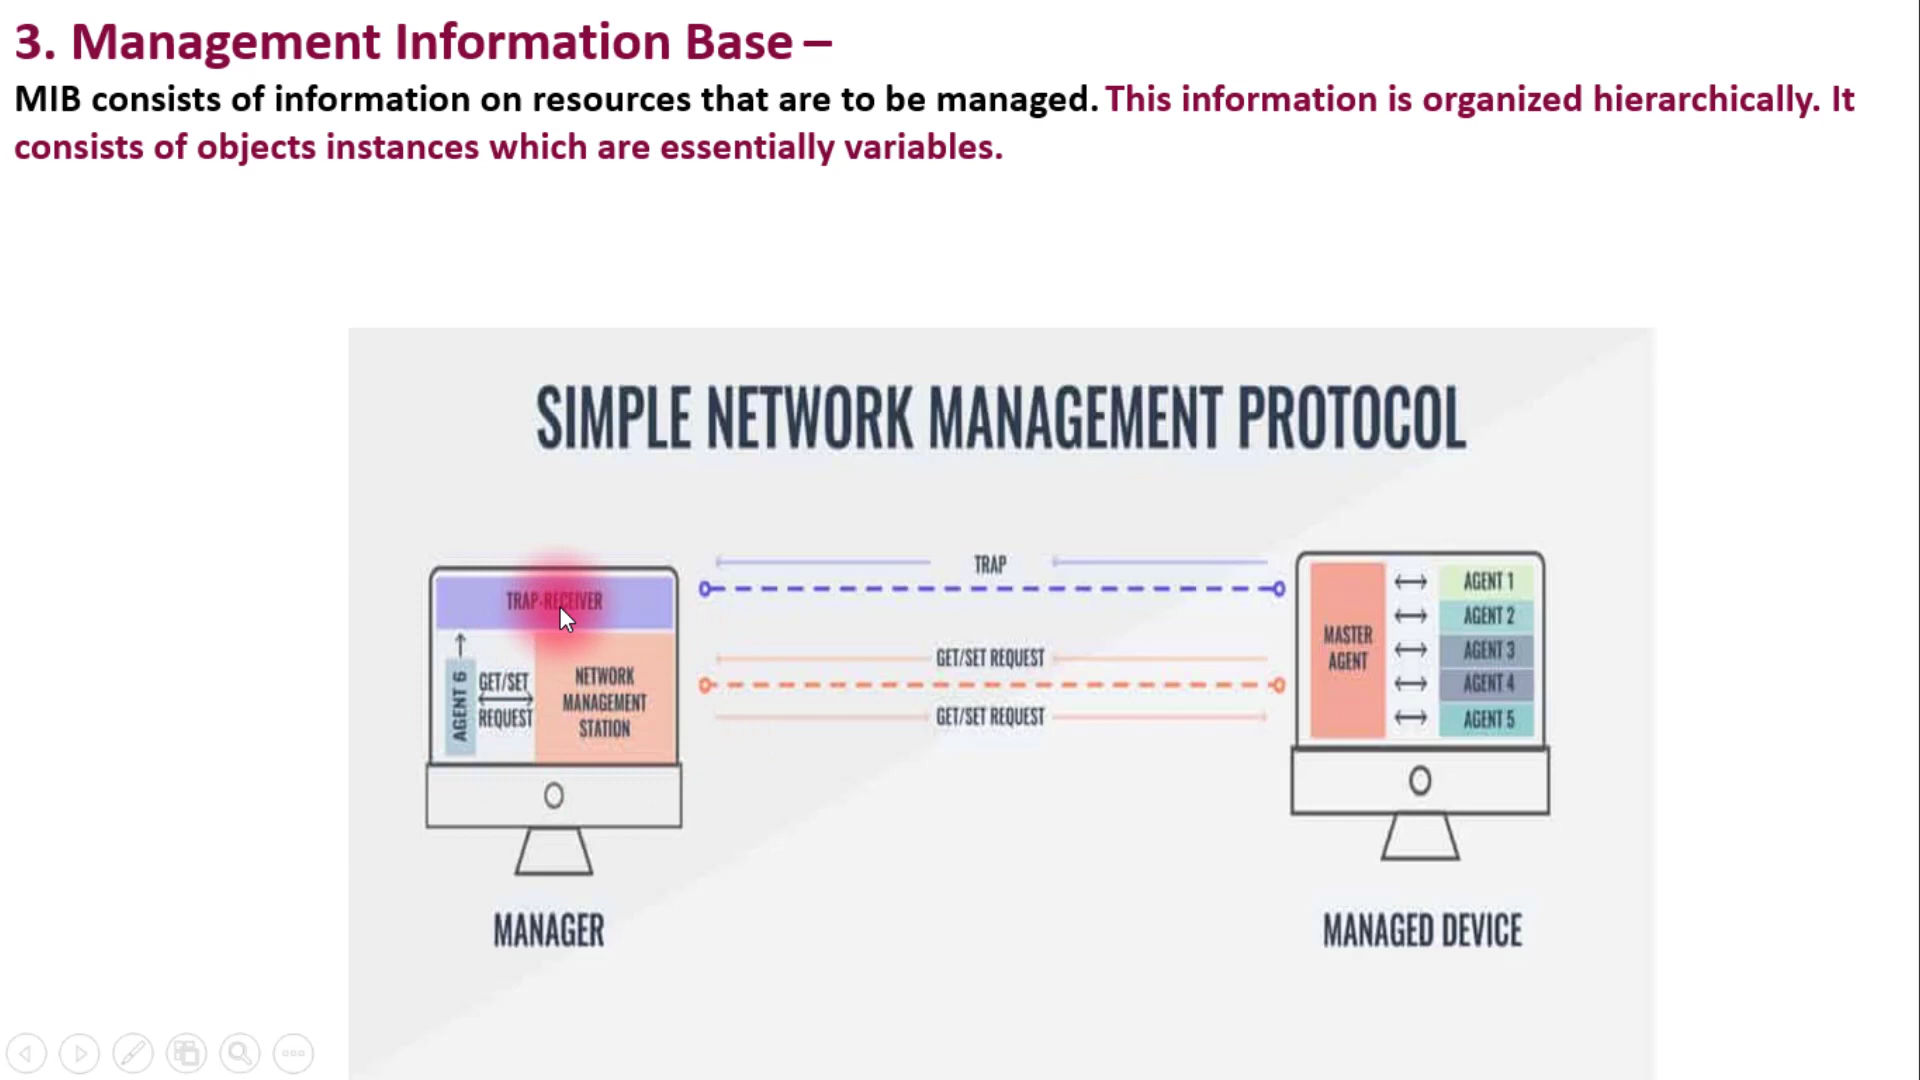 3. Management Information Base –
MIB consists of information on resources that are to be managed. This information is organized hierarchically. It
consists of objects instances which are essentially variables.
SIMPLE NETWORK MANAGEMENT PROTOCOL
TRAP-RECEIVER
AGENT 6
GET/SET
REQUEST
NETWORK
MANAGEMENT
STATION
MANAGER
TRAP
GET/SET REQUEST
GET/SET REQUEST
MASTER
AGENT
AGENT 1
AGENT 2
AGENT 3
AGENT 4
AGENT 5
MANAGED DEVICE